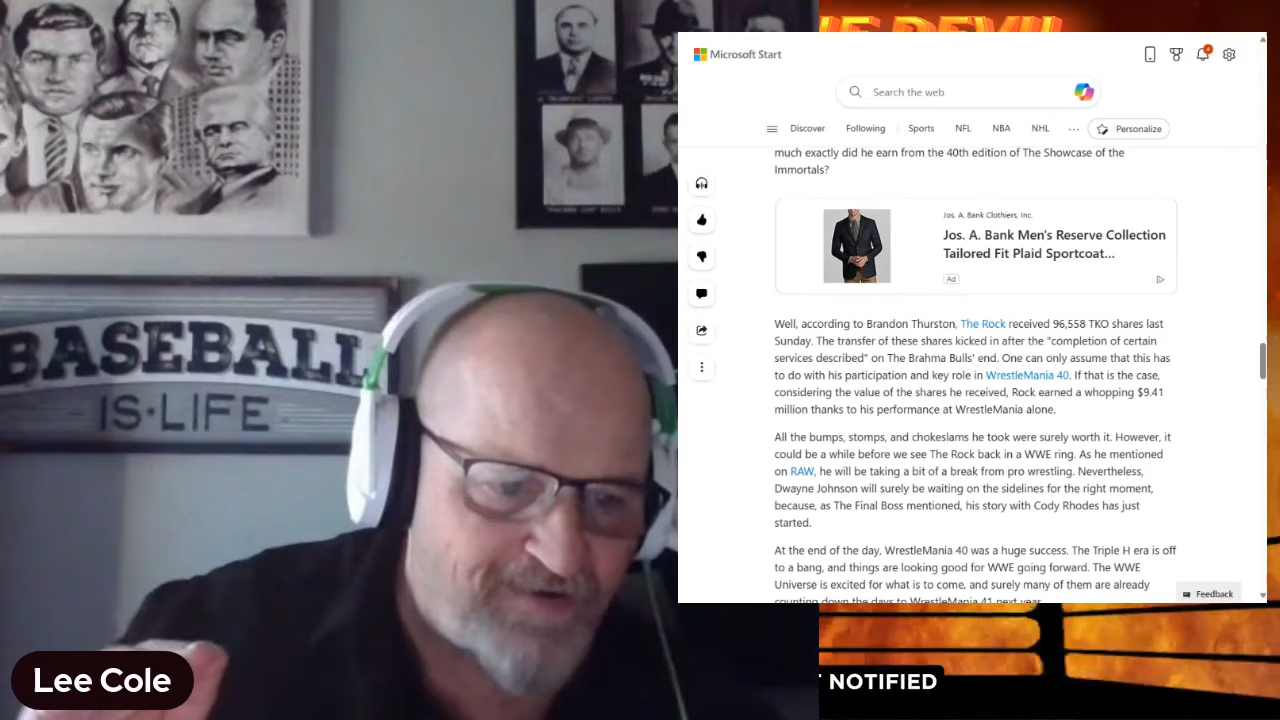 BASEBALL
IS·LIFE
Lee Cole
Microsoft Start
4
Search the web
Discover
Following
Sports
NFL
NBA
NHL
Personalize
much exactly did he earn from the 40th edition of The Showcase of the
Immortals?
Jos. A. Bank Clothiers, Inc.
Jos. A. Bank Men's Reserve Collection
Tailored Fit Plaid Sportcoat...
Ad
Well, according to Brandon Thurston, The Rock received 96,558 TKO shares last
Sunday. The transfer of these shares kicked in after the "completion of certain
services described" on The Brahma Bulls' end. One can only assume that this has
to do with his participation and key role in WrestleMania 40. If that is the case,
considering the value of the shares he received, Rock earned a whopping $9.41
million thanks to his performance at WrestleMania alone.
All the bumps, stomps, and chokeslams he took were surely worth it. However, it
could be a while before we see The Rock back in a WWE ring. As he mentioned
on RAW, he will be taking a bit of a break from pro wrestling. Nevertheless,
Dwayne Johnson will surely be waiting on the sidelines for the right moment,
because, as The Final Boss mentioned, his story with Cody Rhodes has just
started.
At the end of the day, WrestleMania 40 was a huge success. The Triple H era is off
to a bang, and things are looking good for WWE going forward. The WWE
Universe is excited for what is to come, and surely many of them are already
counting down the days to WrestleMania 41 next year.
Feedback
DEVIL
NOTIFIED